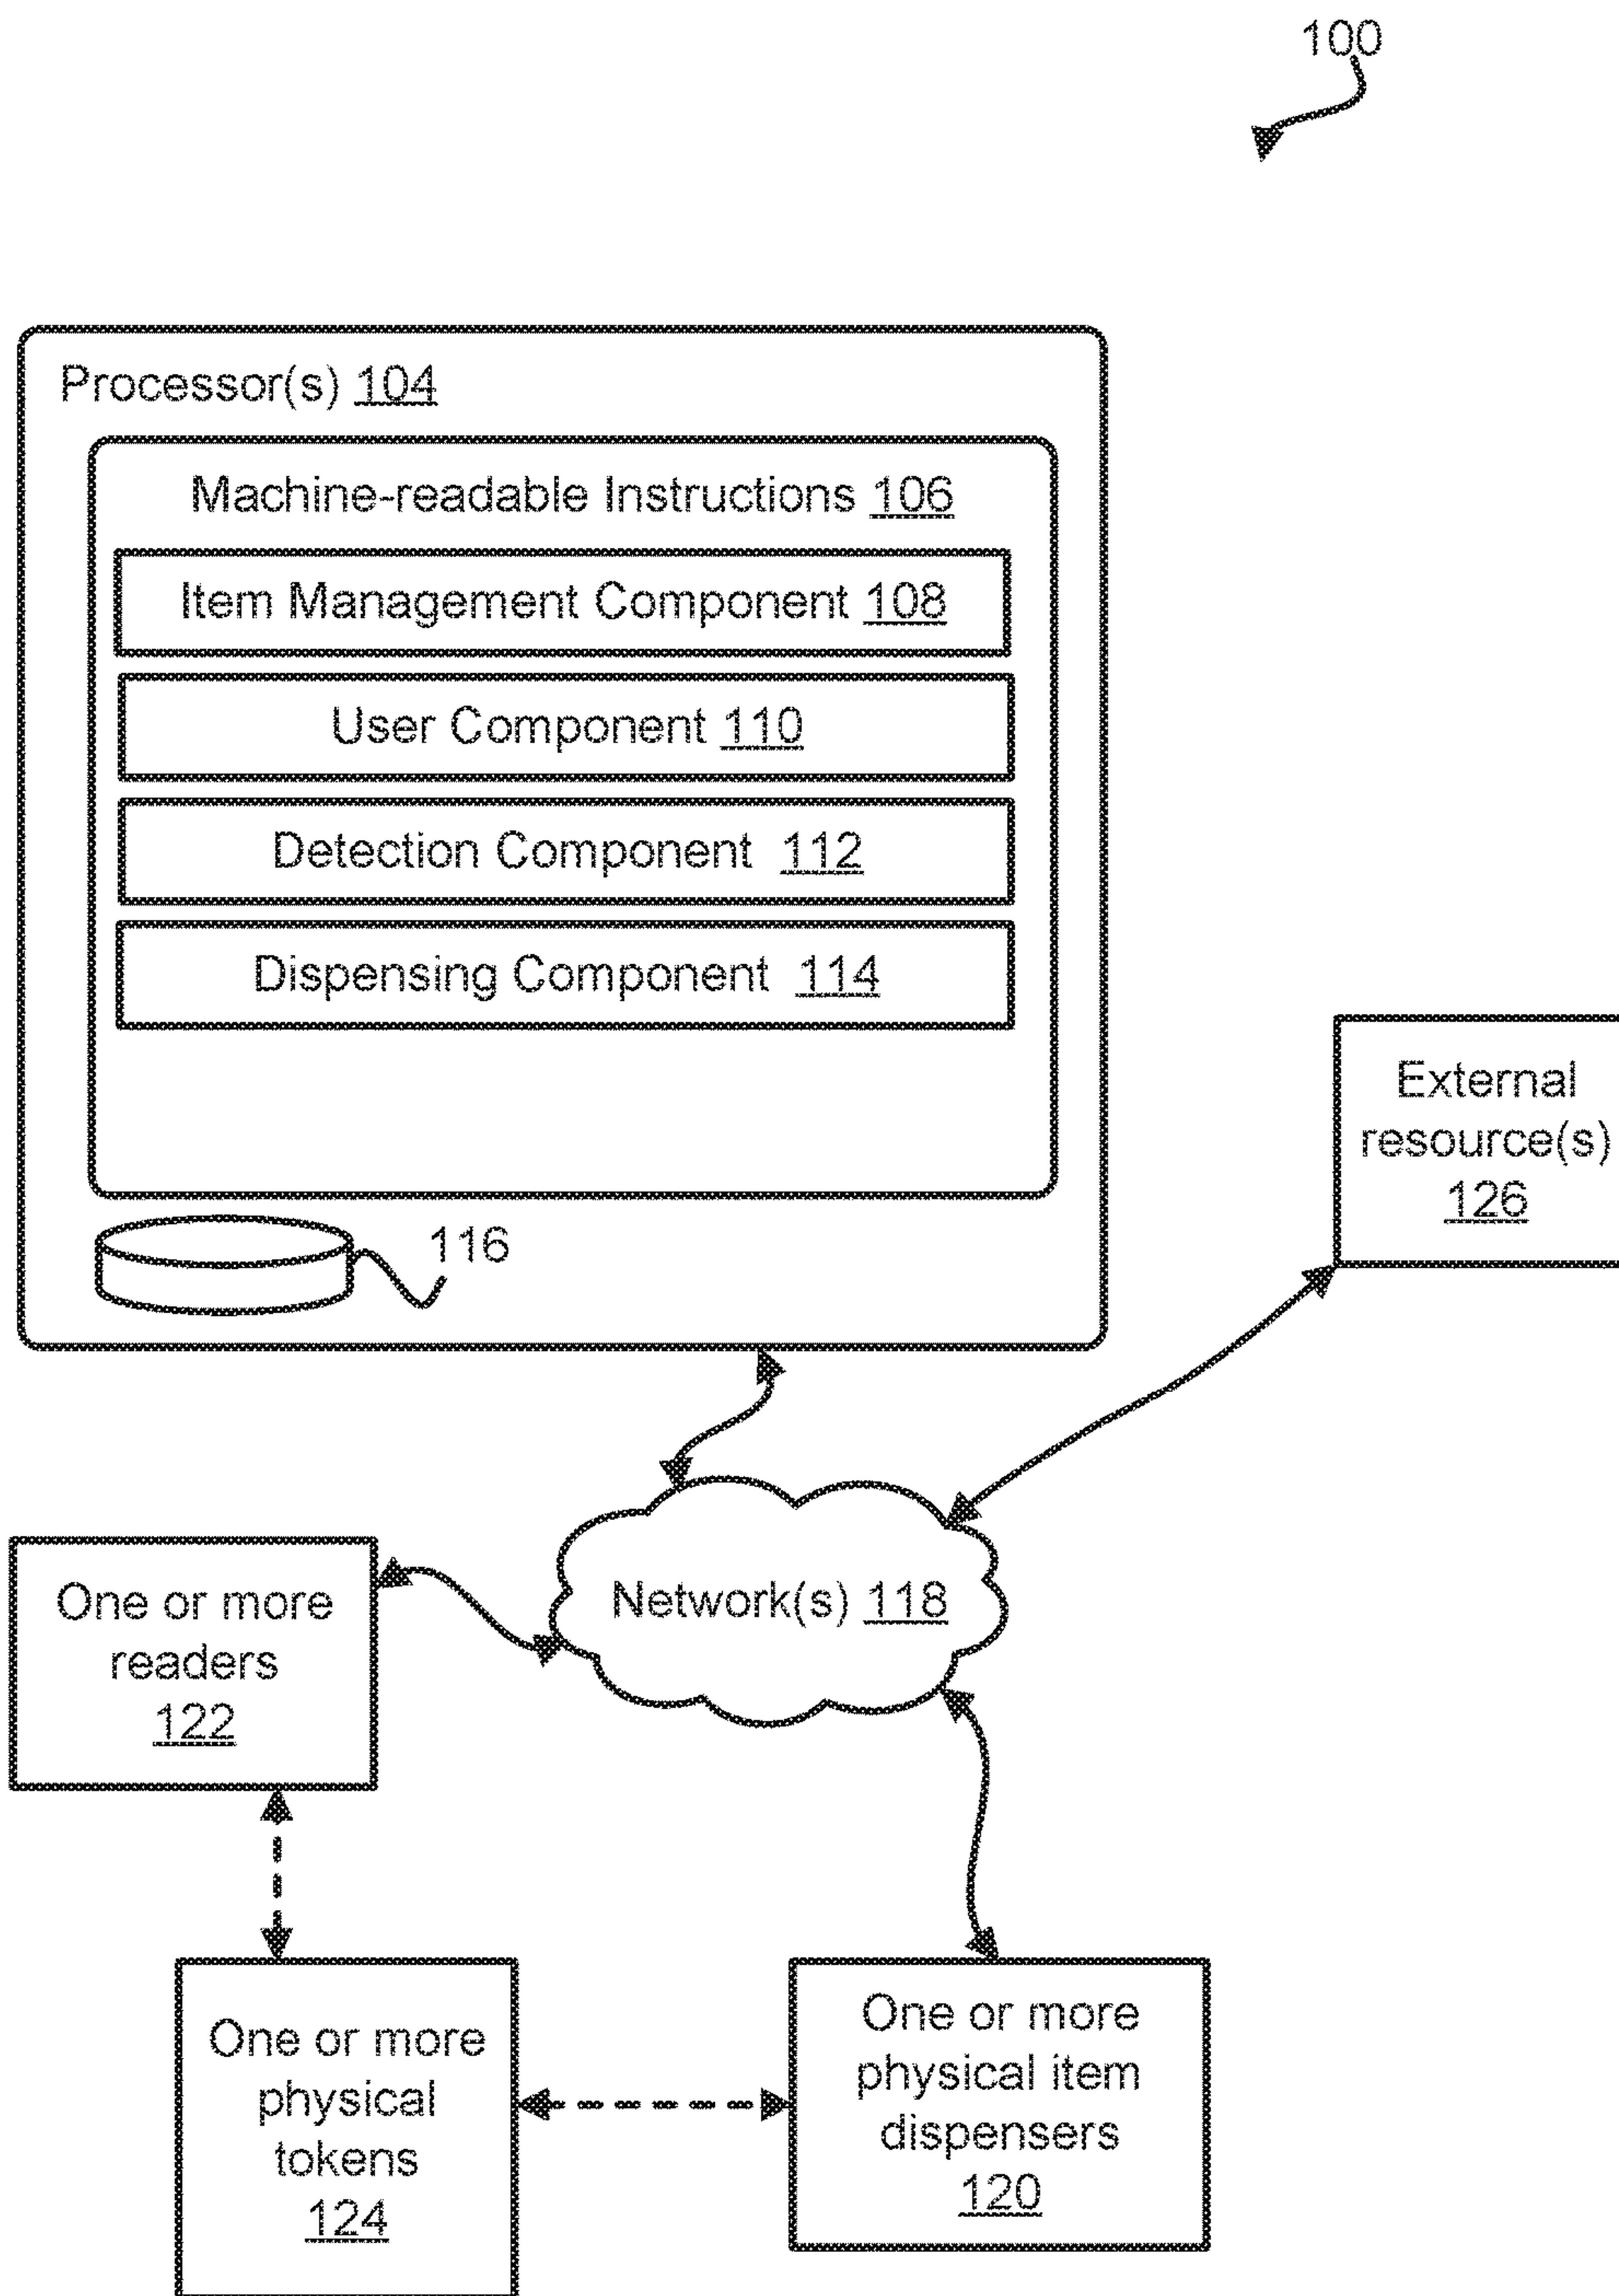 100
Processor(s) 104
Machine-readable Instructions 106
Item Management Component 108
User Component 110
Detection Component 112
Dispensing Component 114
116
External
resource(s)
126
Network(s) 118
One or more
readers
122
One or more
physical
tokens
124
One or more
physical item
dispensers
120